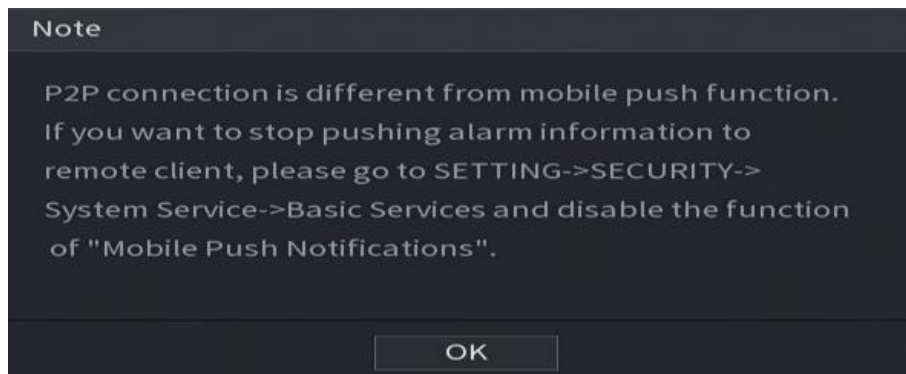 Note
P2P connection is different from mobile push function.
If you want to stop pushing alarm information to
remote client, please go to SETTING->SECURITY->
System Service->Basic Services and disable the function
of "Mobile Push Notifications".
OK